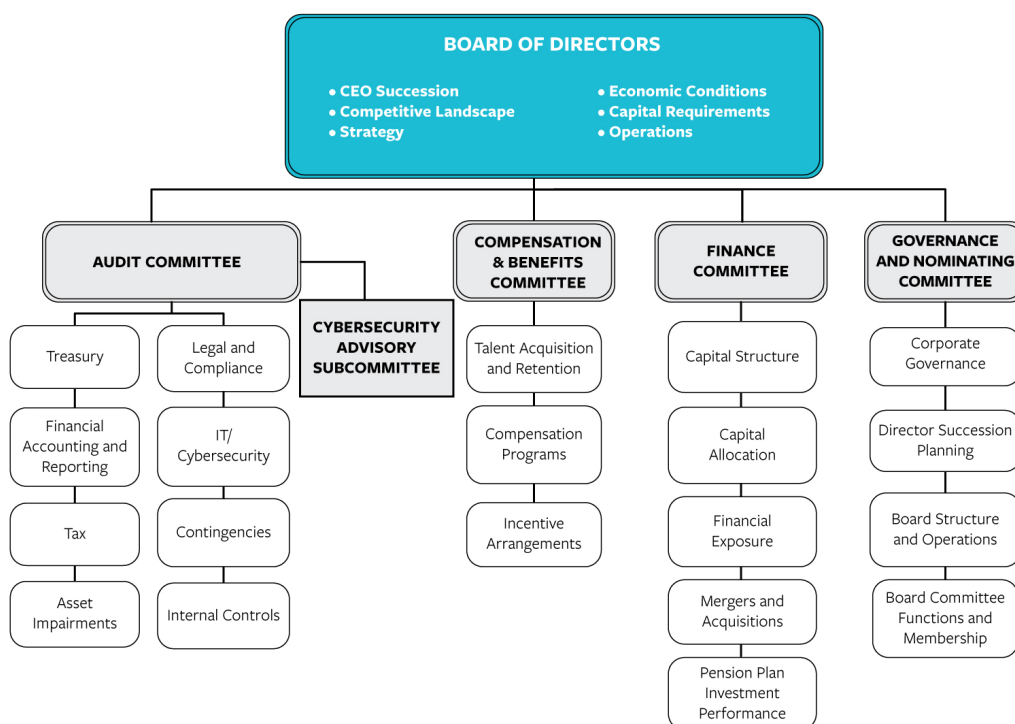 BOARD OF DIRECTORS
● CEO Succession
● Competitive Landscape
● Strategy
● Economic Conditions
● Capital Requirements
● Operations
AUDIT COMMITTEE
CYBERSECURITY
ADVISORY
SUBCOMMITTEE
Treasury
Financial
Accounting and
Reporting
Tax
Asset
Impairments
Legal and
Compliance
IT/
Cybersecurity
Contingencies
Internal Controls
COMPENSATION
& BENEFITS
COMMITTEE
Talent Acquisition
and Retention
Compensation
Programs
Incentive
Arrangements
FINANCE
COMMITTEE
Capital Structure
Capital
Allocation
Financial
Exposure
Mergers and
Acquisitions
Pension Plan
Investment
Performance
GOVERNANCE
AND NOMINATING
COMMITTEE
Corporate
Governance
Director Succession
Planning
Board Structure
and Operations
Board Committee
Functions and
Membership